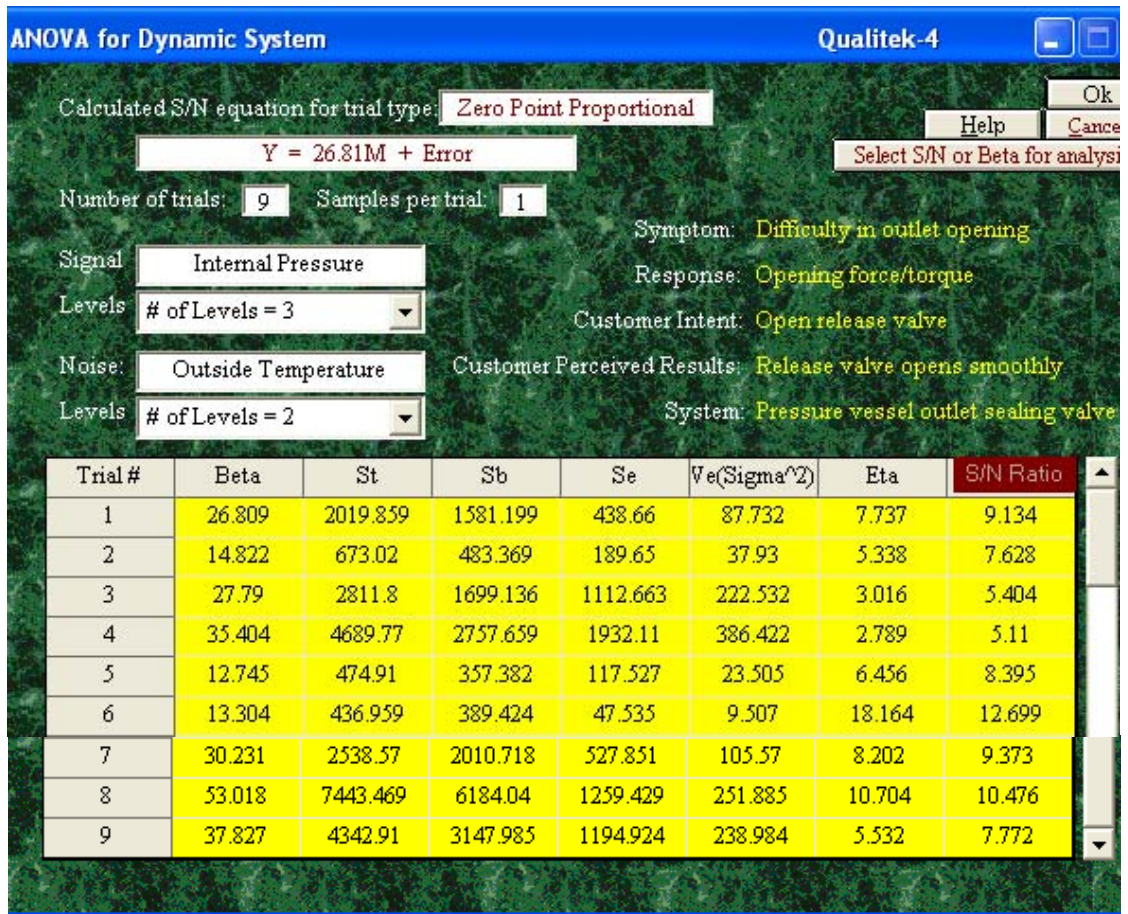 ANOVA for Dynamic System Qualitek-4
Ok
Calculated S/N equation for trial type: Zero Point Proportional
Help Cance
Y = 26.81M + Error
Select S/N or Beta for analysi
Number of trials: 9 Samples per trial: 1
Symptom: Difficulty in outlet opening
Signal Internal Pressure
Response: Opening force/torque
Levels # of Levels = 3
Customer Intent: Open release valve
Noise: Outside Temperature
Customer Perceived Results: Release valve opens smoothly
Levels # of Levels = 2
System: Pressure vessel outlet sealing valve
Trial # Beta St Sb Se Ve(Sigma^2) Eta S/N Ratio
1 26.809 2019.859 1581.199 438.66 87.732 7.737 9.134
2 14.822 673.02 483.369 189.65 37.93 5.338 7.628
3 27.79 2811.8 1699.136 1112.663 222.532 3.016 5.404
4 35.404 4689.77 2757.659 1932.11 386.422 2.789 5.11
5 12.745 474.91 357.382 117.527 23.505 6.456 8.395
6 13.304 436.959 389.424 47.535 9.507 18.164 12.699
7 30.231 2538.57 2010.718 527.851 105.57 8.202 9.373
8 53.018 7443.469 6184.04 1259.429 251.885 10.704 10.476
9 37.827 4342.91 3147.985 1194.924 238.984 5.532 7.772